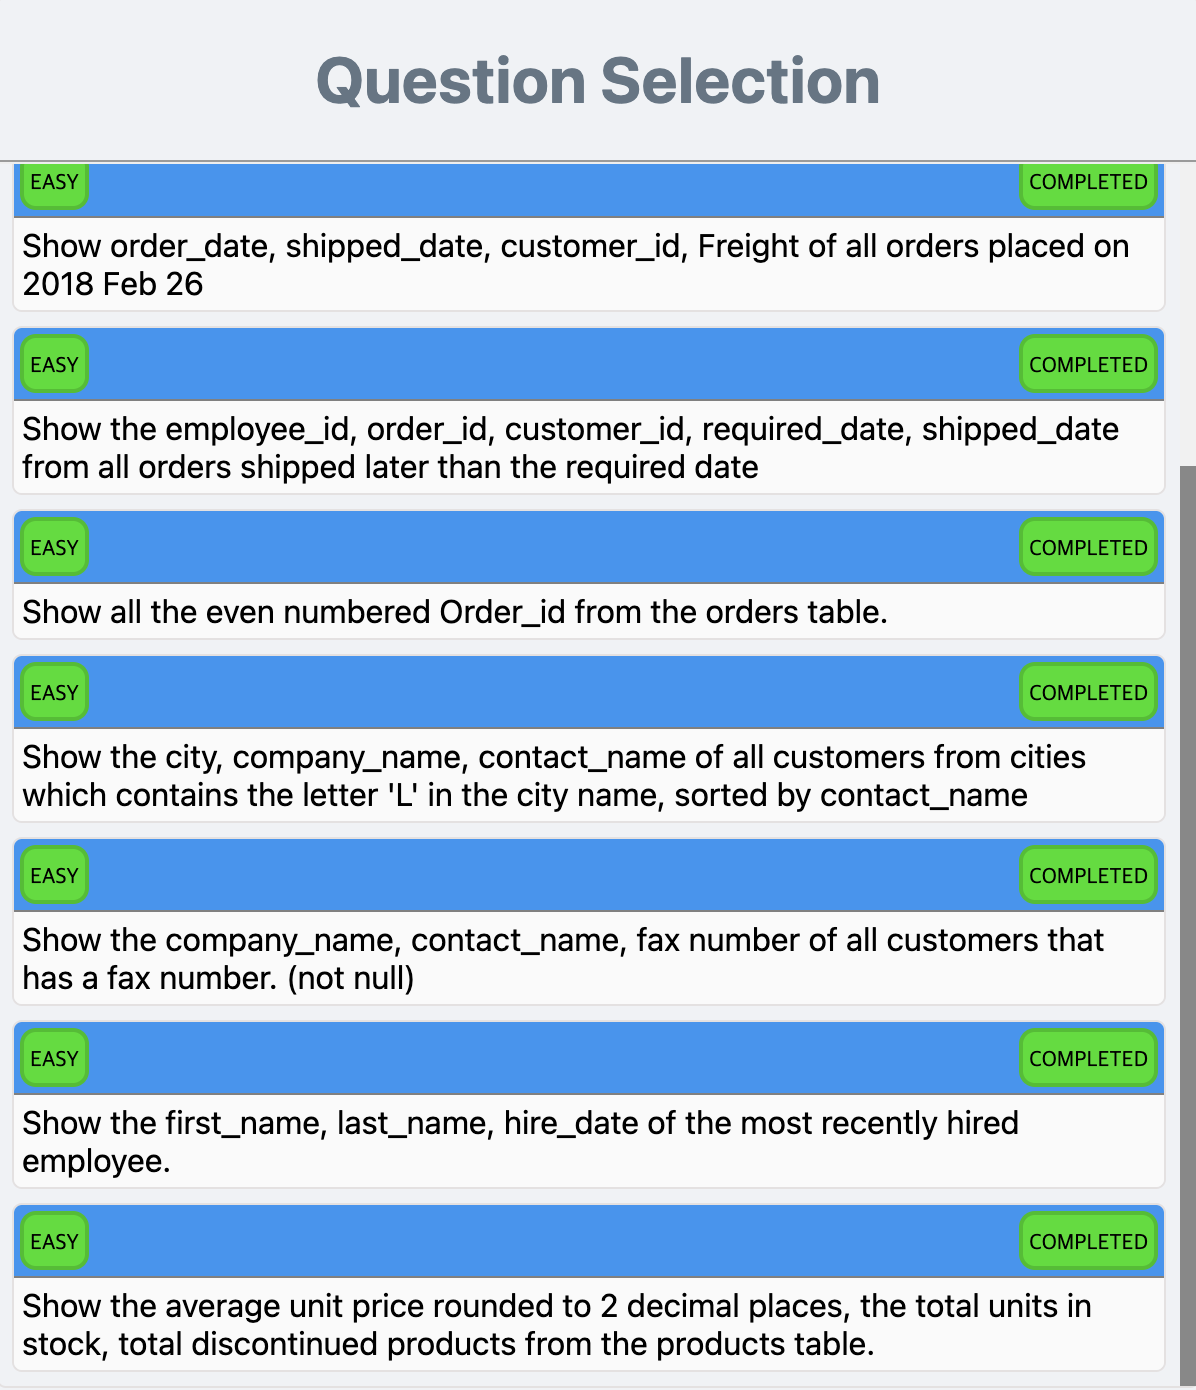 Question Selection
EASY COMPLETED
Show order_date, shipped_date, customer_id, Freight of all orders placed on
2018 Feb 26
EASY COMPLETED
Show the employee_id, order_id, customer_id, required_date, shipped_date
from all orders shipped later than the required date
EASY COMPLETED
Show all the even numbered Order_id from the orders table.
EASY COMPLETED
Show the city, company_name, contact_name of all customers from cities
which contains the letter 'L' in the city name, sorted by contact_name
EASY COMPLETED
Show the company_name, contact_name, fax number of all customers that
has a fax number. (not null)
EASY COMPLETED
Show the first_name, last_name, hire_date of the most recently hired
employee.
EASY COMPLETED
Show the average unit price rounded to 2 decimal places, the total units in
stock, total discontinued products from the products table.